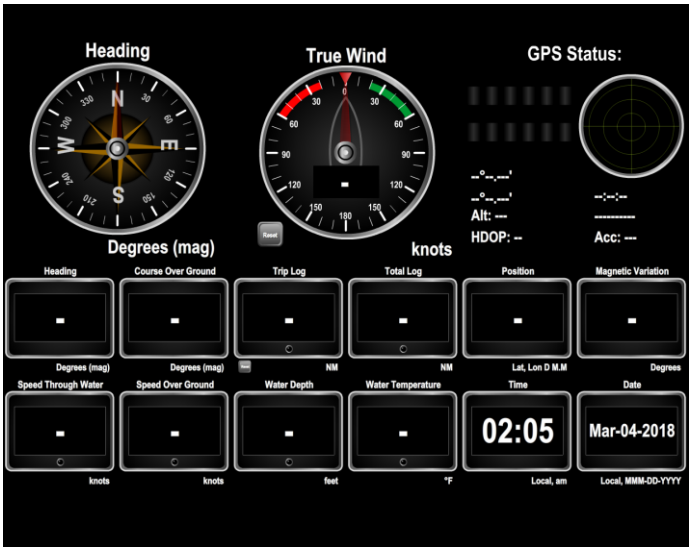 Heading
True Wind
GPS Status:
N
30
60
E
150
S
210
240
W
300
330
0
30
30
60
60
90
90
120
120
150
150
180
-
Reset
--°--,---'
--°--,---'
Alt: ---
HDOP: --
--:--:--
----------
Acc: ---
Degrees (mag)
knots
Heading
Course Over Ground
Trip Log
Total Log
Position
Magnetic Variation
-
-
-
-
-
-
Degrees (mag)
Degrees (mag)
NM
NM
Lat, Lon D M.M
Degrees
Speed Through Water
Speed Over Ground
Water Depth
Water Temperature
Time
Date
-
-
-
-
02:05
Mar-04-2018
knots
knots
feet
°F
Local, am
Local, MMM-DD-YYYY